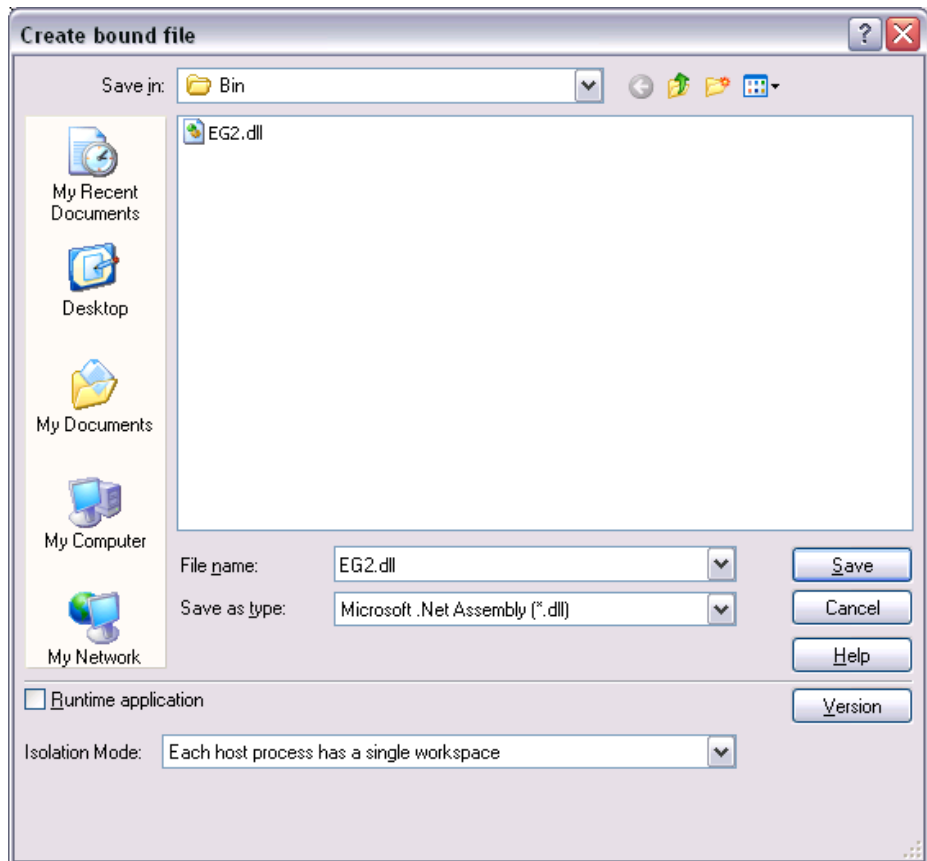 Create bound file
Save in: Bin
EG2.dll
My Recent
Documents
Desktop
My Documents
My Computer
My Network
File name: EG2.dll Save
Save as type: Microsoft .Net Assembly (*.dll) Cancel
Help
Runtime application Version
Isolation Mode: Each host process has a single workspace